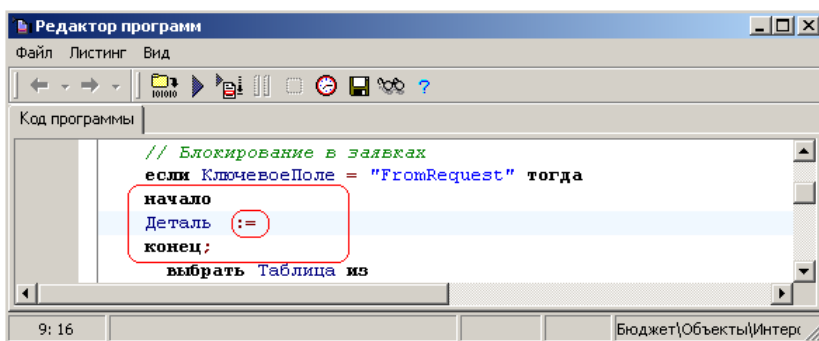 Редактор программ
Файл Листинг Вид
Код программы
// Блокирование в заявках
если КлючевоеПоле = "FromRequest" тогда
начало
Деталь :=
конец;
выбрать Таблица из
9: 16
Бюджет\Объекты\Интерс